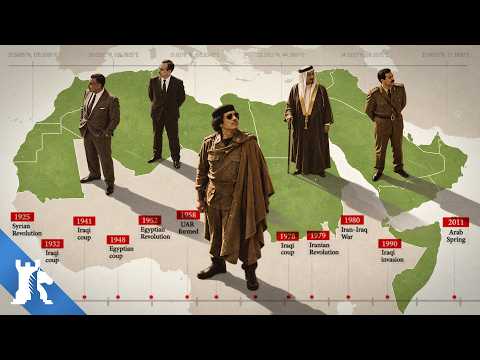 1925
Syrian
Revolution
1932
Iraqi
coup
1941
Iraqi
coup
1948
Egyptian
coup
1952
Egyptian
Revolution
1958
UAR
formed
1978
Iraqi
coup
1979
Iranian
Revolution
1980
Iran–Iraq
War
1990
Iraqi
invasion
2011
Arab
Spring